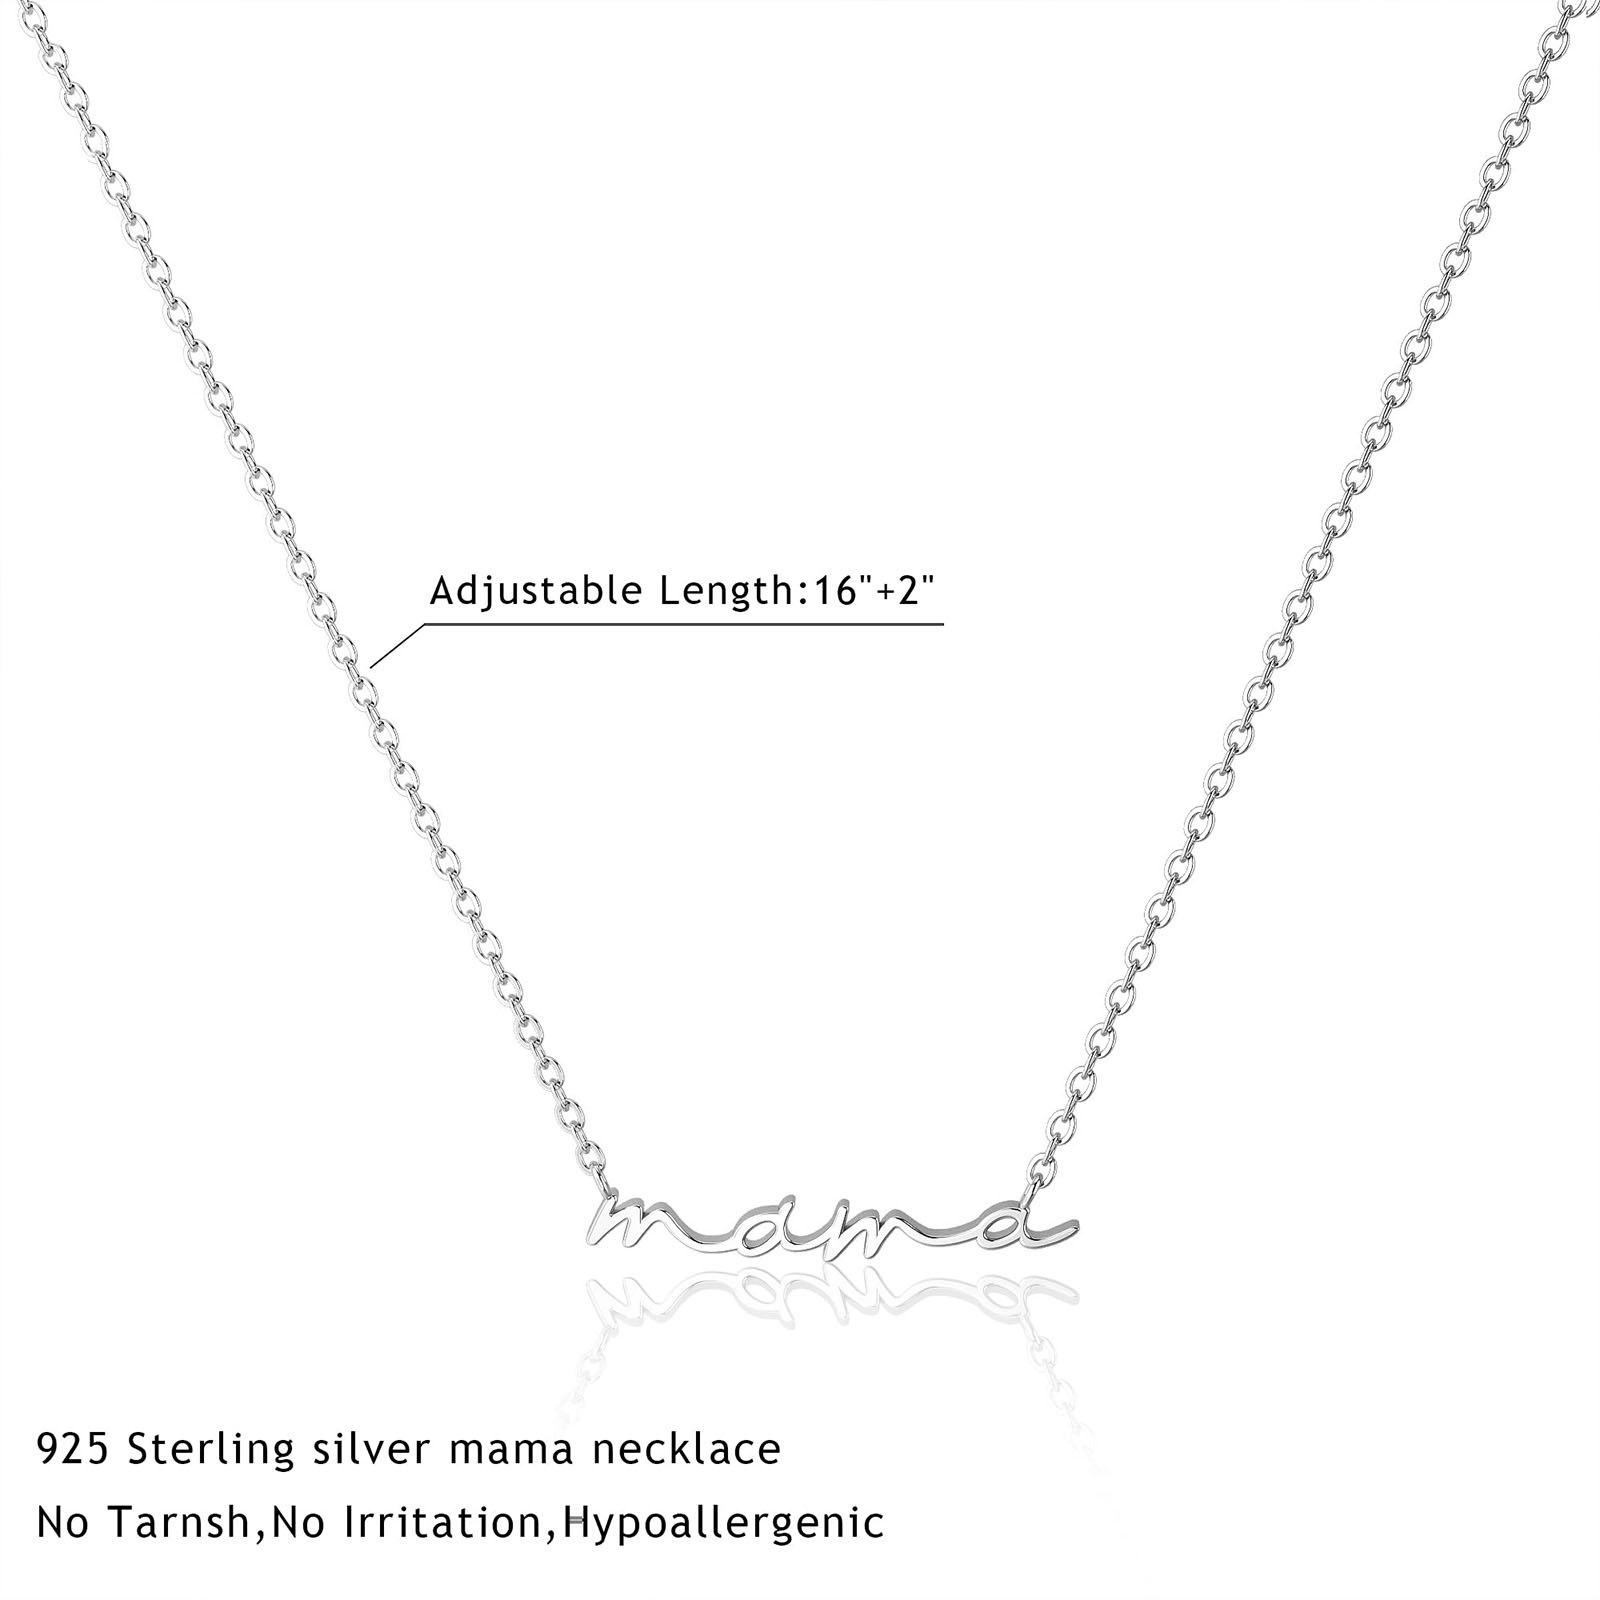 Adjustable Length:16"+2"
mama
925 Sterling silver mama necklace
No Tarnsh,No Irritation,Hypoallergenic